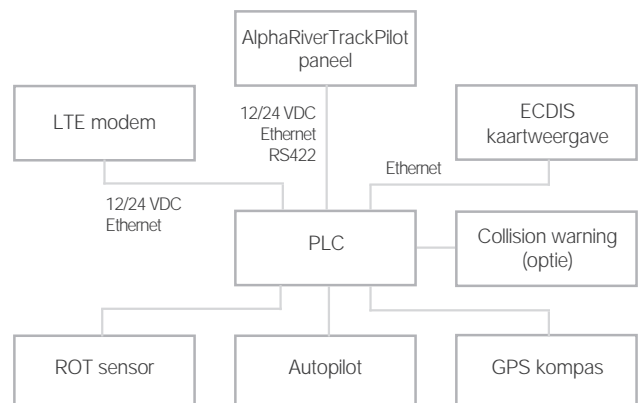 AlphaRiverTrackPilot
paneel
LTE modem
12/24 VDC
Ethernet
RS422
ECDIS
kaartweergave
Ethernet
12/24 VDC
Ethernet
PLC
Collision warning
(optie)
ROT sensor
Autopilot
GPS kompas